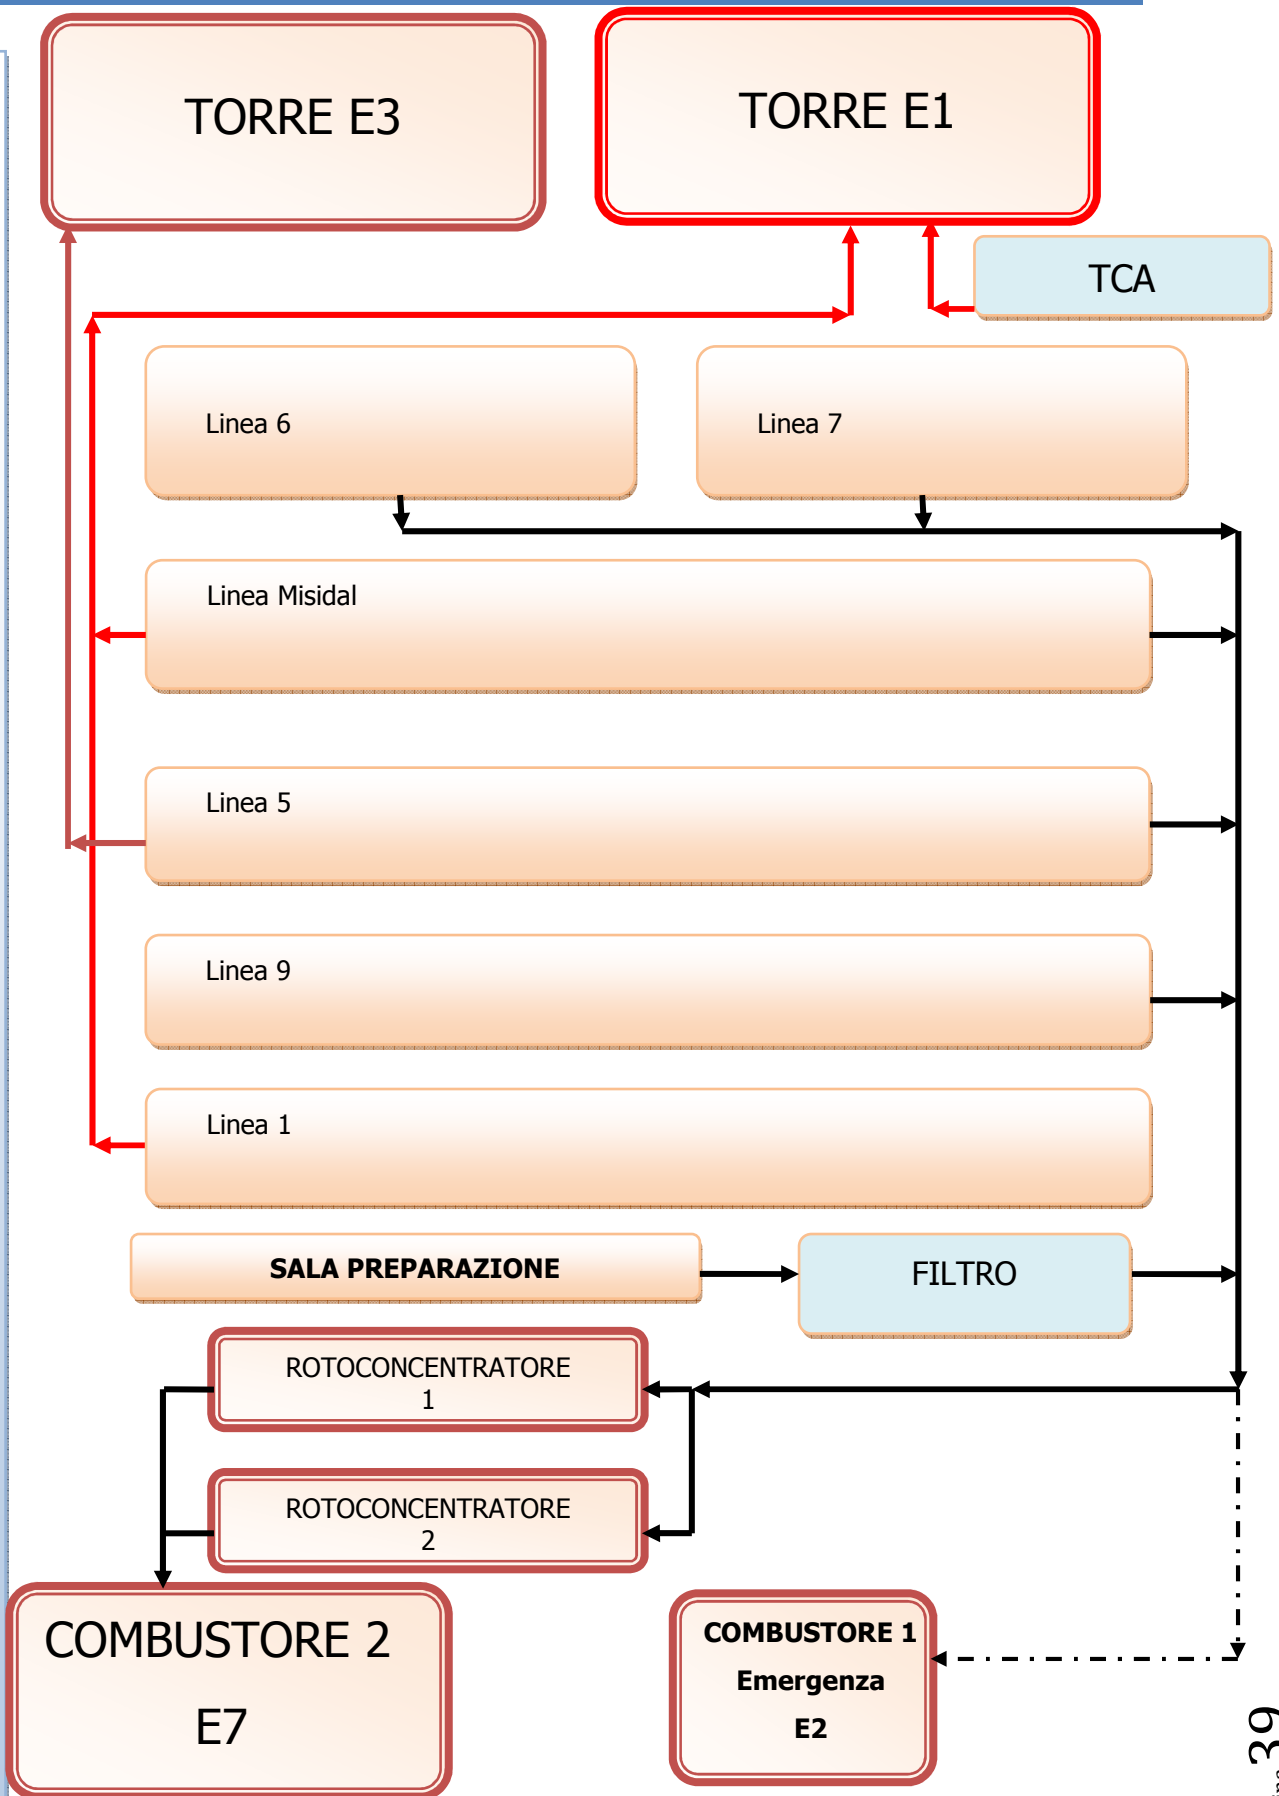 TORRE E3
TORRE E1
TCA
Linea 6
Linea 7
Linea Misidal
Linea 5
Linea 9
Linea 1
SALA PREPARAZIONE
FILTRO
ROTOCONCENTRATORE
1
ROTOCONCENTRATORE
2
COMBUSTORE 2
E7
COMBUSTORE 1
Emergenza
E2
39